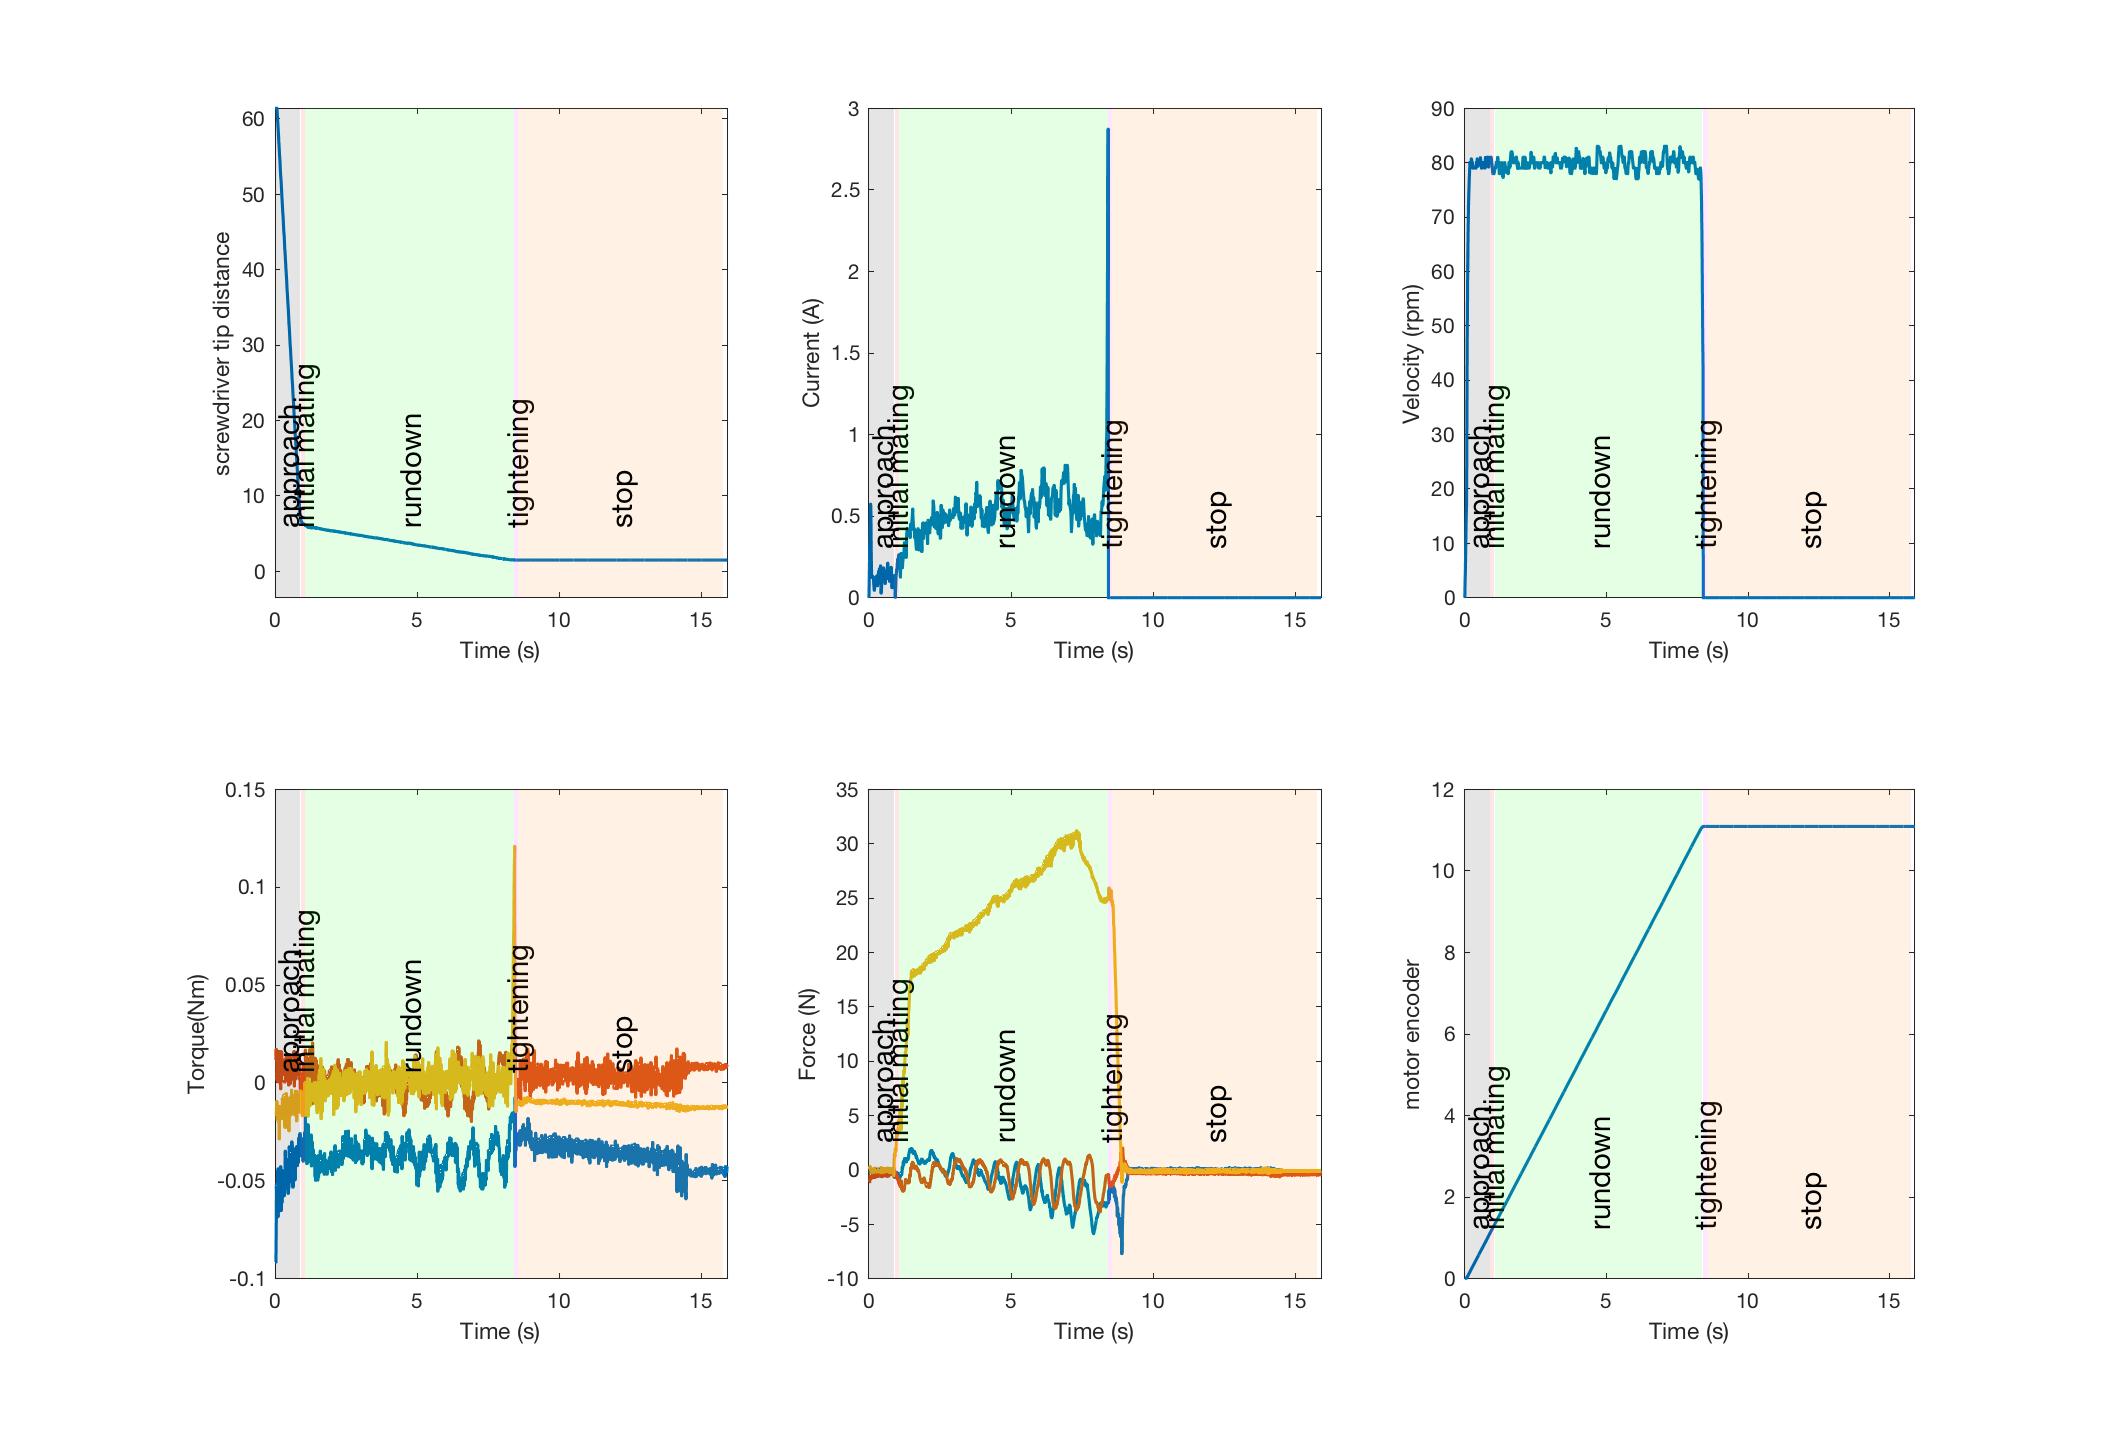 60
50
40
30
20
10
0
screwdriver tip distance
approach
initial mating
rundown
tightening
stop
0 5 10 15
Time (s)
3
2.5
2
1.5
1
0.5
0
Current (A)
approach
initial mating
rundown
tightening
stop
0 5 10 15
Time (s)
90
80
70
60
50
40
30
20
10
0
Velocity (rpm)
approach
initial mating
rundown
tightening
stop
0 5 10 15
Time (s)
0.15
0.1
0.05
0
-0.05
-0.1
Torque(Nm)
approach
initial mating
rundown
tightening
stop
0 5 10 15
Time (s)
35
30
25
20
15
10
5
0
-5
-10
Force (N)
approach
initial mating
rundown
tightening
stop
0 5 10 15
Time (s)
12
10
8
6
4
2
0
motor encoder
approach
initial mating
rundown
tightening
stop
0 5 10 15
Time (s)